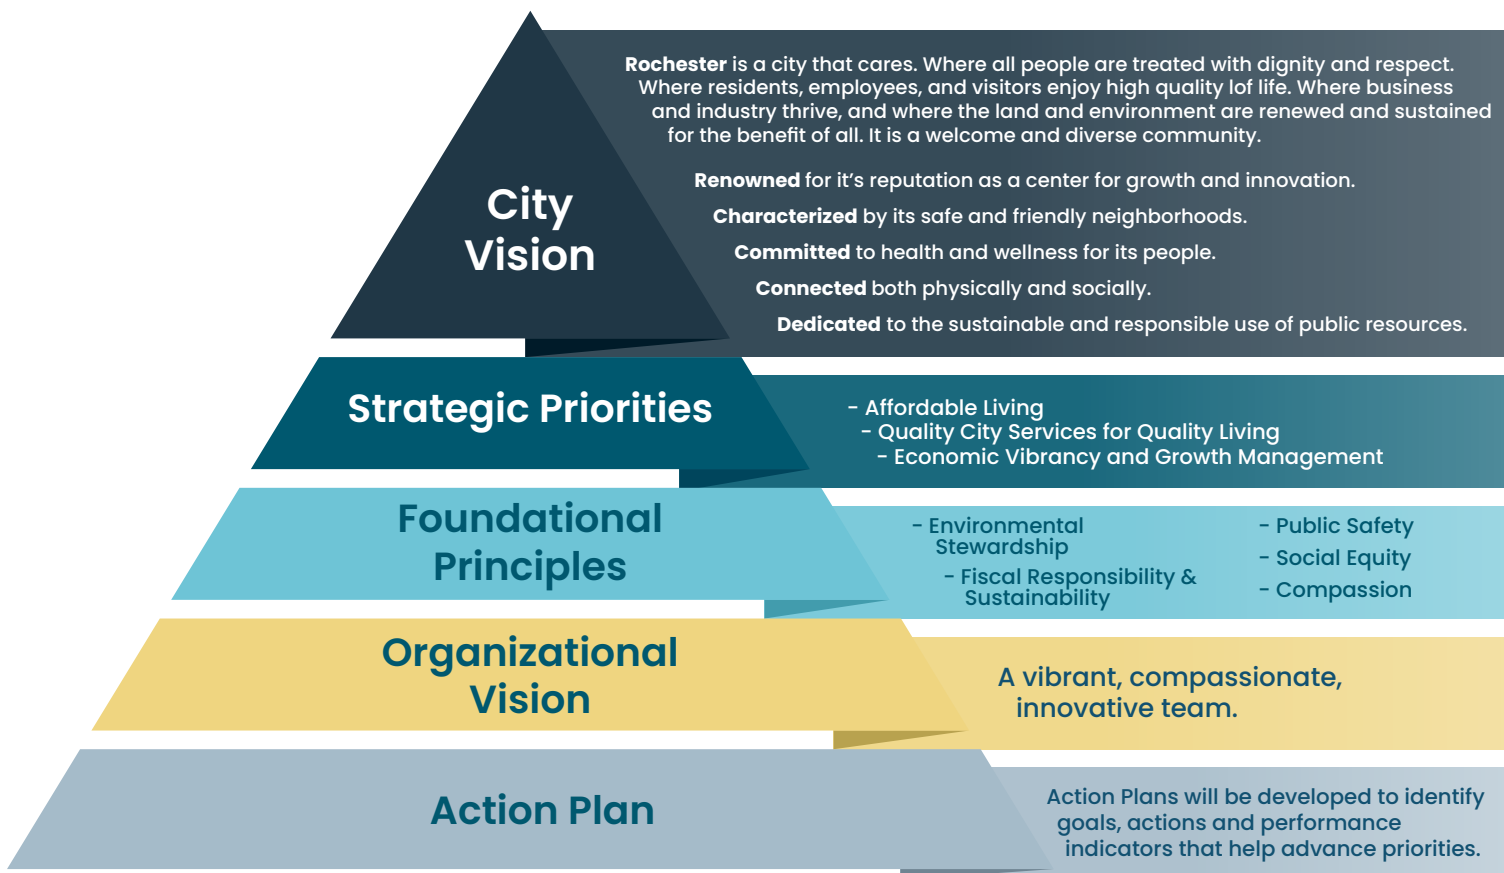 City
Vision
Rochester is a city that cares. Where all people are treated with dignity and respect.
Where residents, employees, and visitors enjoy high quality lof life. Where business
and industry thrive, and where the land and environment are renewed and sustained
for the benefit of all. It is a welcome and diverse community.
Renowned for it's reputation as a center for growth and innovation.
Characterized by its safe and friendly neighborhoods.
Committed to health and wellness for its people.
Connected both physically and socially.
Dedicated to the sustainable and responsible use of public resources.
Strategic Priorities
- Affordable Living
- Quality City Services for Quality Living
- Economic Vibrancy and Growth Management
Foundational
Principles
- Environmental
Stewardship
- Fiscal Responsibility &
Sustainability
- Public Safety
- Social Equity
- Compassion
Organizational
Vision
A vibrant, compassionate,
innovative team.
Action Plan
Action Plans will be developed to identify
goals, actions and performance
indicators that help advance priorities.